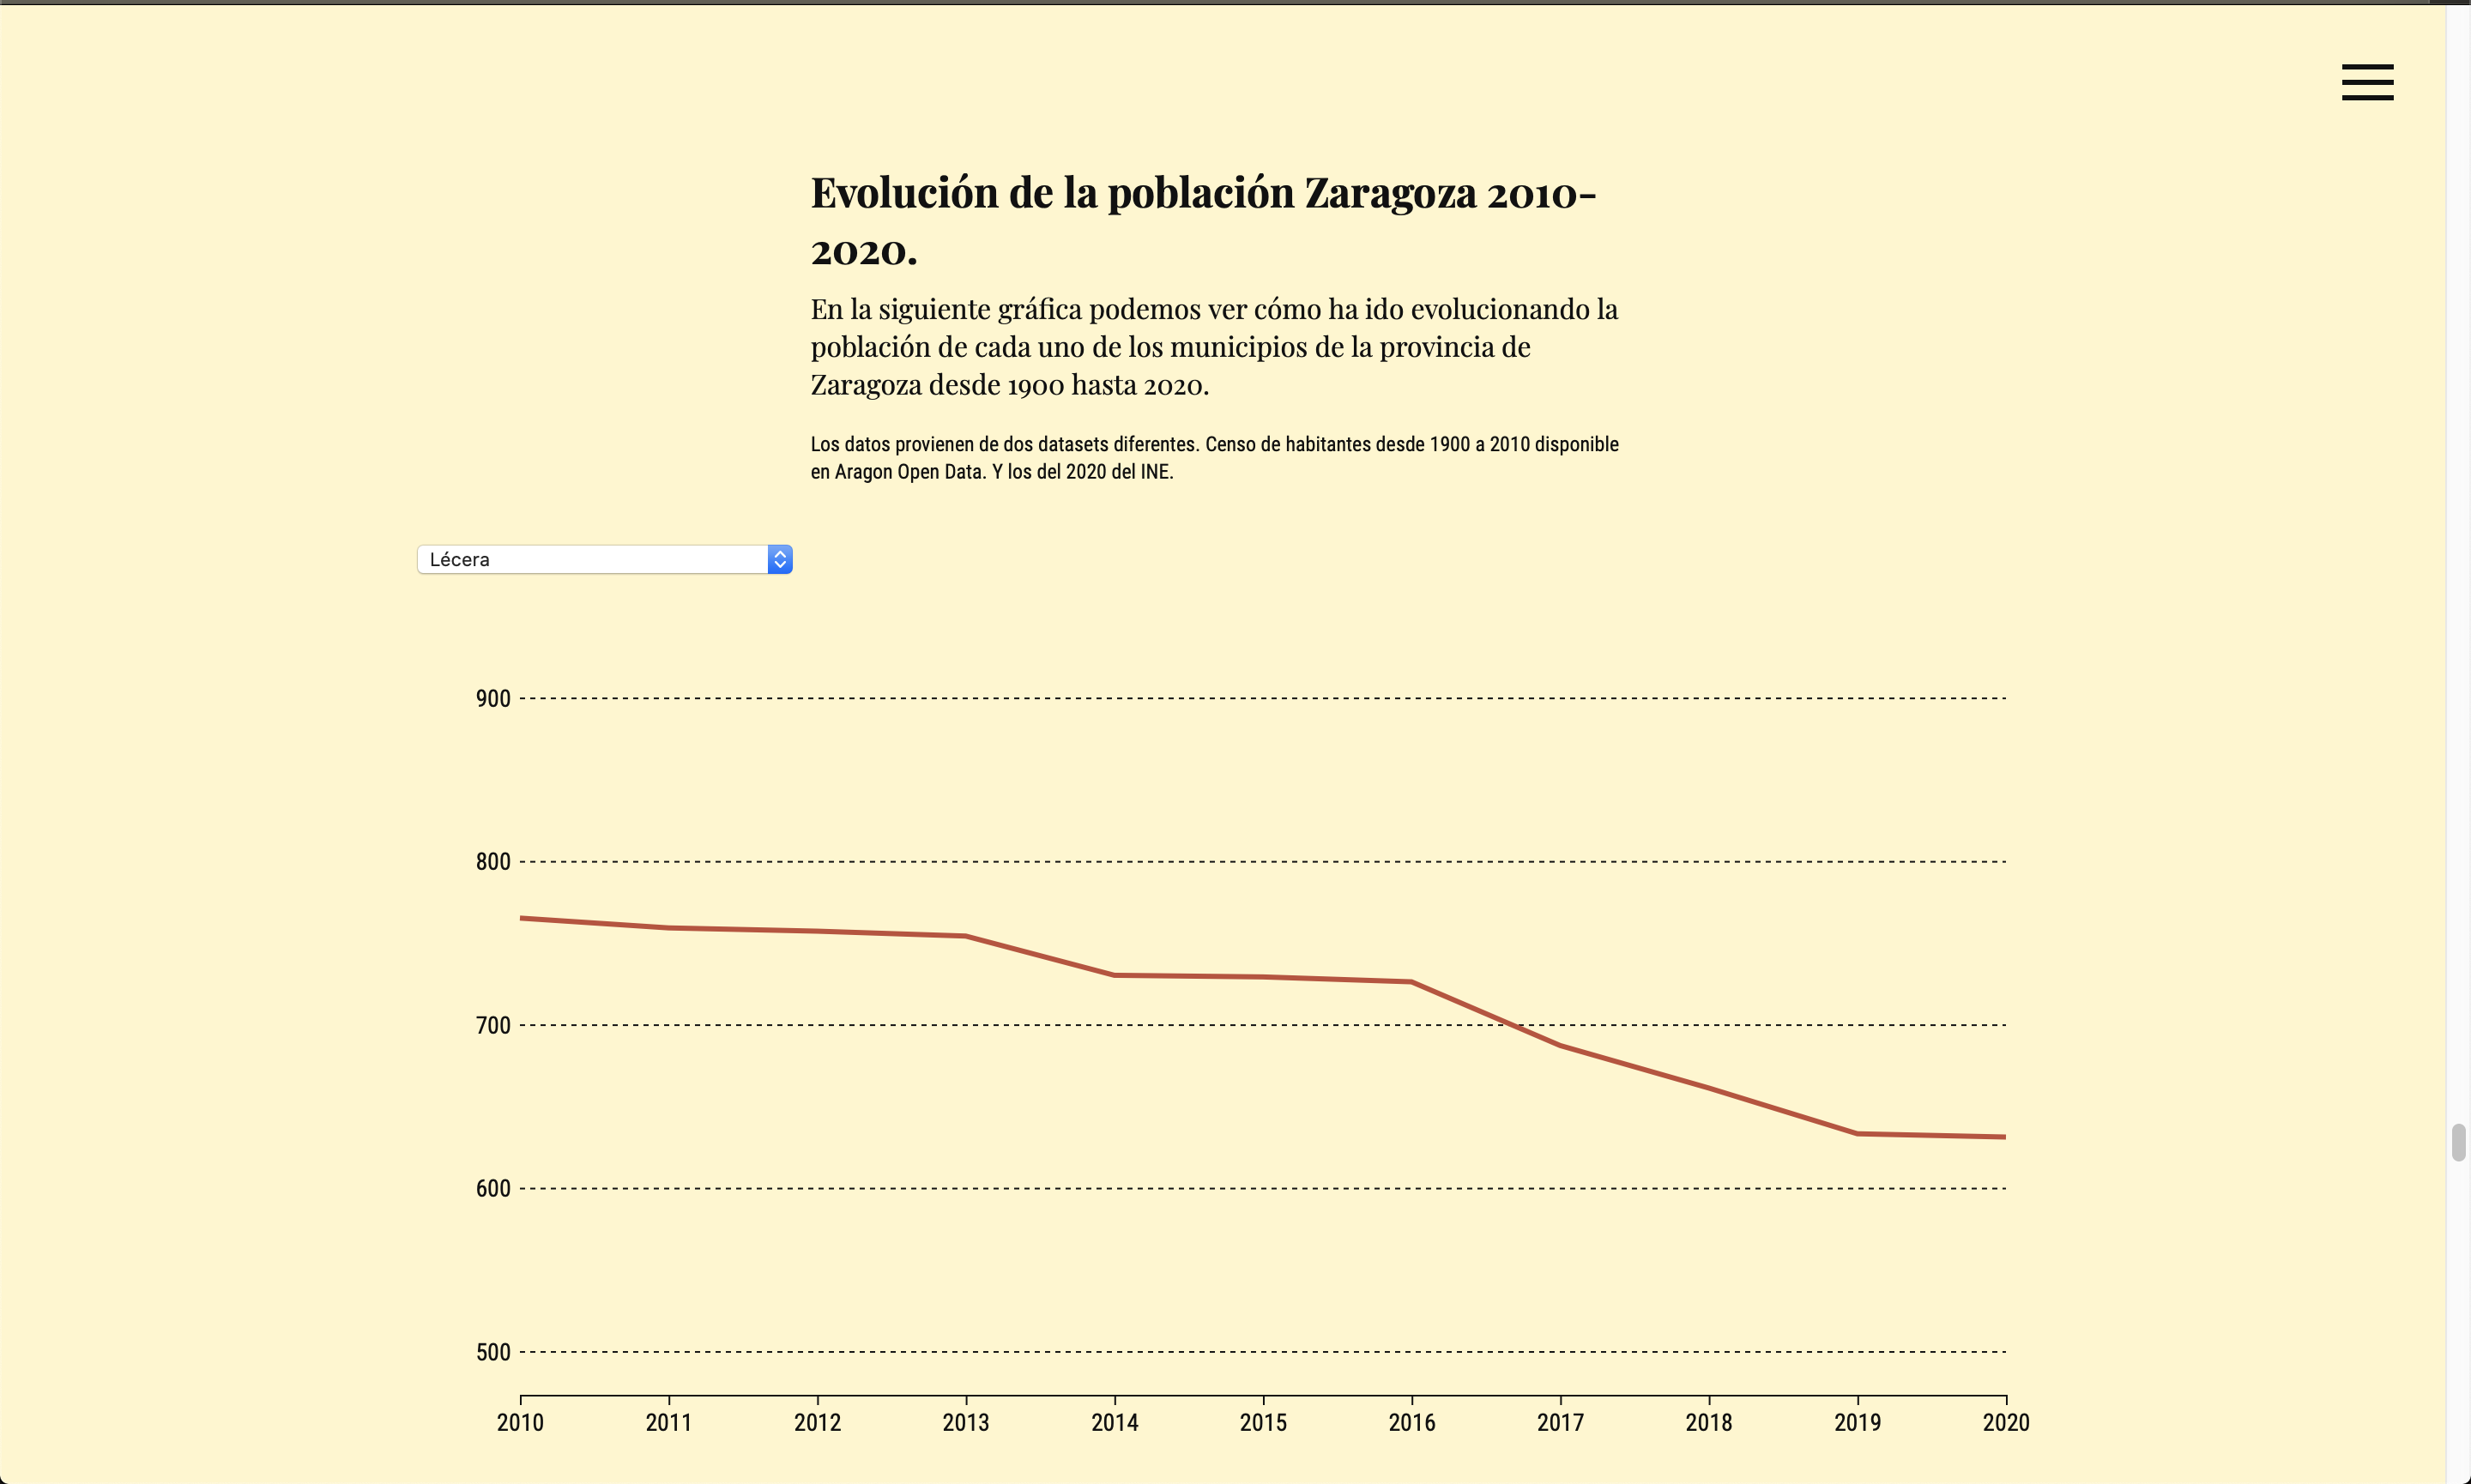 Evolución de la población Zaragoza 2010-
2020.
En la siguiente gráfica podemos ver cómo ha ido evolucionando la
población de cada uno de los municipios de la provincia de
Zaragoza desde 1900 hasta 2020.
Los datos provienen de dos datasets diferentes. Censo de habitantes desde 1900 a 2010 disponible
en Aragon Open Data. Y los del 2020 del INE.
Lécera
900
800
700
600
500
2010 2011 2012 2013 2014 2015 2016 2017 2018 2019 2020